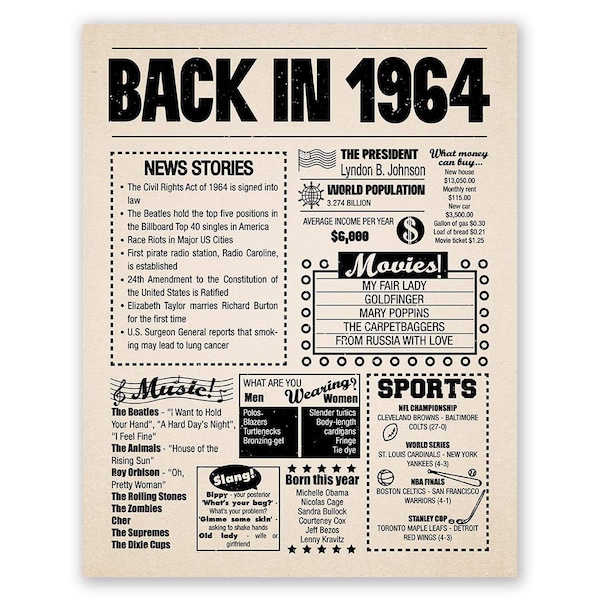 BACK IN 1964
NEWS STORIES
• The Civil Rights Act of 1964 is signed into
law
• The Beatles hold the top five positions in
the Billboard Top 40 singles in America
• Race Riots in Major US Cities
• First pirate radio station, Radio Caroline,
is established
• 24th Amendment to the Constitution of
the United States is Ratified
• Elizabeth Taylor marries Richard Burton
for the first time
• U.S. Surgeon General reports that smok-
ing may lead to lung cancer
THE PRESIDENT
Lyndon B. Johnson
WORLD POPULATION
3.274 BILLION
AVERAGE INCOME PER YEAR
$6,000
$
What money
can buy...
New house
$13,050.00
Monthly rent
$115.00
New car
$3,500.00
Gallon of gas $0.30
Loaf of bread $0.21
Movie ticket $1.25
Movies!
MY FAIR LADY
GOLDFINGER
MARY POPPINS
THE CARPETBAGGERS
FROM RUSSIA WITH LOVE
Music!
The Beatles - "I Want to Hold
Your Hand", "A Hard Day's Night",
"I Feel Fine"
The Animals - "House of the
Rising Sun"
Roy Orbison - "Oh,
Pretty Woman"
The Rolling Stones
The Zombies
Cher
The Supremes
The Dixie Cups
WHAT ARE YOU Wearing?
Men
Polos-
Blazers
Turtlenecks
Bronzing-gel
Women
Slender tuntics
Body-length
cardigans
Fringe
Tie dye
Slang!
Bippy - your posterior
'What's your bag?' -
What's your problem?
'Gimme some skin' -
asking to shake hands
Old lady - wife or
girlfriend
Born this year
Michelle Obama
Nicolas Cage
Sandra Bullock
Courteney Cox
Jeff Bezos
Lenny Kravitz
SPORTS
NFL CHAMPIONSHIP
CLEVELAND BROWNS - BALTIMORE
COLTS (27-0)
WORLD SERIES
ST. LOUIS CARDINALS - NEW YORK
YANKEES (4-3)
NBA FINALS
BOSTON CELTICS - SAN FRANCISCO
WARRIORS (4-1)
STANLEY CUP
TORONTO MAPLE LEAFS - DETROIT
RED WINGS (4-3)